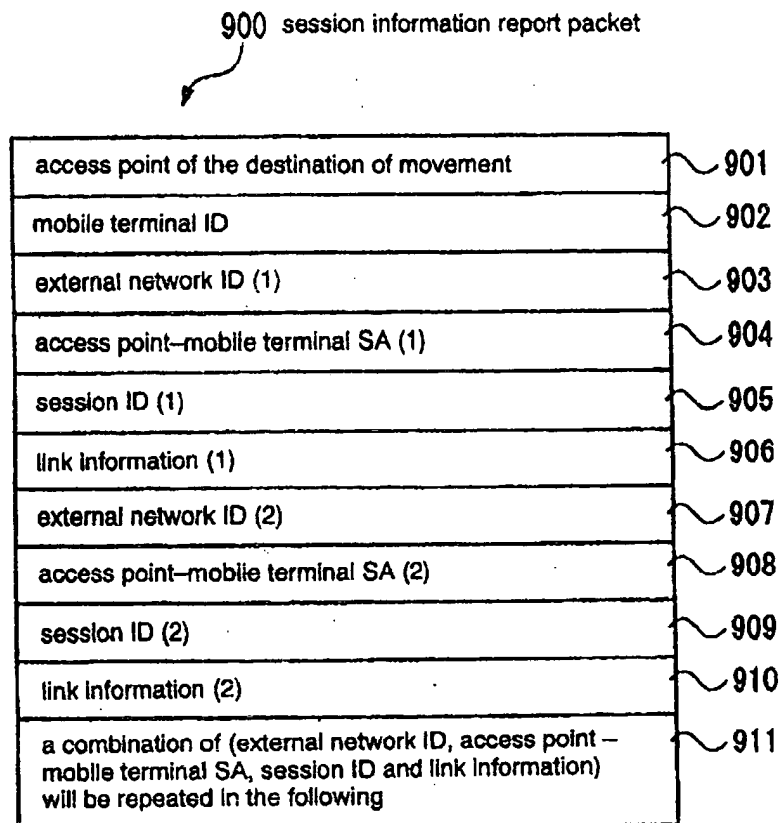 900 session information report packet
access point of the destination of movement 901
mobile terminal ID 902
external network ID (1) 903
access point–mobile terminal SA (1) 904
session ID (1) 905
link information (1) 906
external network ID (2) 907
access point–mobile terminal SA (2) 908
session ID (2) 909
link information (2) 910
a combination of (external network ID, access point – 911
mobile terminal SA, session ID and link information)
will be repeated in the following